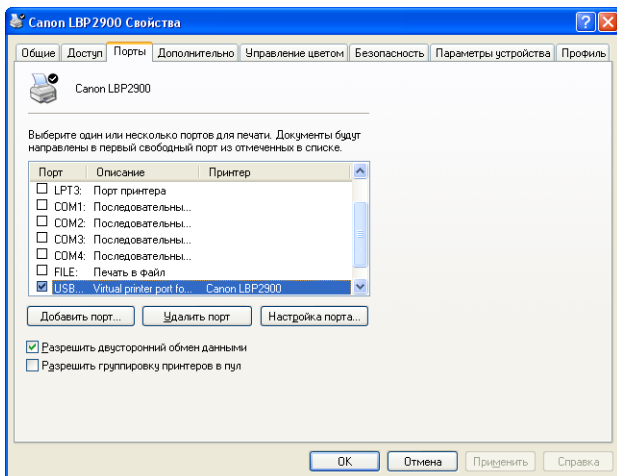 Canon LBP2900 Свойства
Общие Доступ Порты Дополнительно Управление цветом Безопасность Параметры устройства Профиль
Canon LBP2900
Выберите один или несколько портов для печати. Документы будут
направлены в первый свободный порт из отмеченных в списке.
Порт Описание Принтер
LPT3: Порт принтера
COM1: Последовательны...
COM2: Последовательны...
COM3: Последовательны...
COM4: Последовательны...
FILE: Печать в файл
USB... Virtual printer port fo... Canon LBP2900
Добавить порт... Удалить порт Настройка порта...
Разрешить двусторонний обмен данными
Разрешить группировку принтеров в пул
OK Отмена Применить Справка